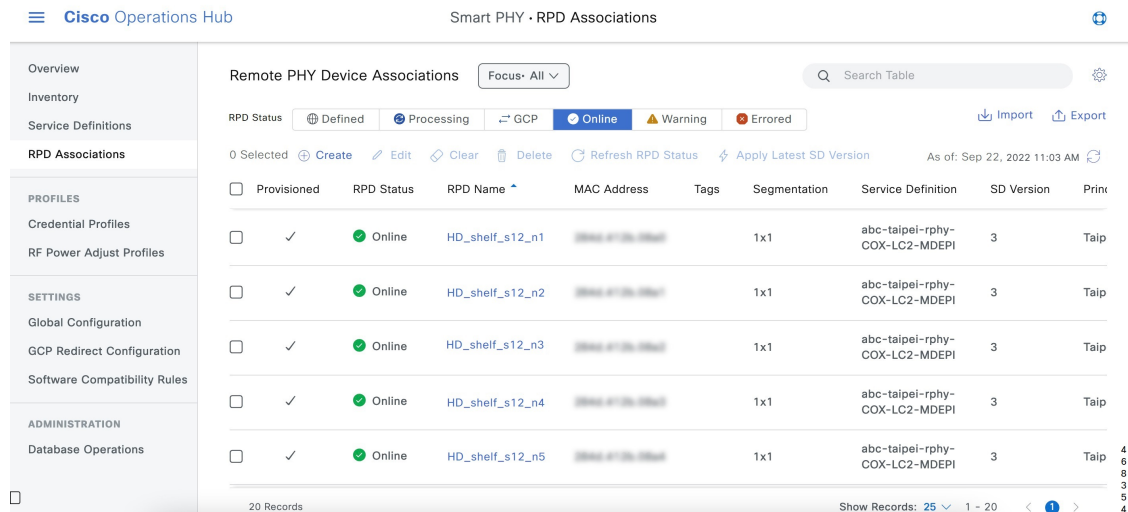 Cisco Operations Hub
Smart PHY · RPD Associations
Overview
Inventory
Service Definitions
RPD Associations
PROFILES
Credential Profiles
RF Power Adjust Profiles
SETTINGS
Global Configuration
GCP Redirect Configuration
Software Compatibility Rules
ADMINISTRATION
Database Operations
Remote PHY Device Associations
Focus· All
Search Table
RPD Status Defined Processing GCP Online Warning Errored
Import Export
0 Selected Create Edit Clear Delete Refresh RPD Status Apply Latest SD Version As of: Sep 22, 2022 11:03 AM
Provisioned RPD Status RPD Name MAC Address Tags Segmentation Service Definition SD Version Princ
Online HD_shelf_s12_n1 1x1 abc-taipei-rphy- 3 Taip
COX-LC2-MDEPI
Online HD_shelf_s12_n2 1x1 abc-taipei-rphy- 3 Taip
COX-LC2-MDEPI
Online HD_shelf_s12_n3 1x1 abc-taipei-rphy- 3 Taip
COX-LC2-MDEPI
Online HD_shelf_s12_n4 1x1 abc-taipei-rphy- 3 Taip
COX-LC2-MDEPI
Online HD_shelf_s12_n5 1x1 abc-taipei-rphy- 3 Taip
COX-LC2-MDEPI
20 Records Show Records: 25 1 - 20 1
468354